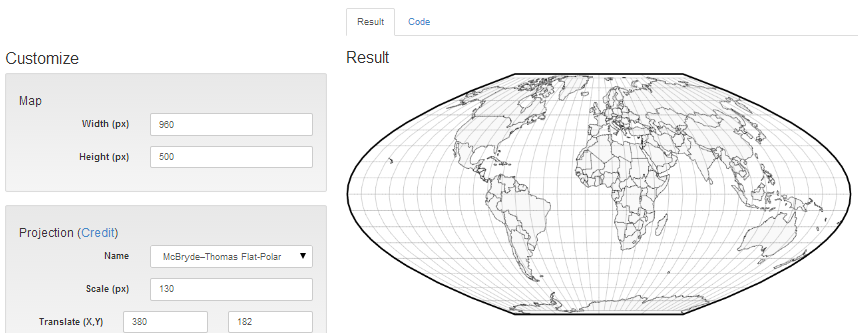 Result Code
Customize
Result
Map
Width (px) 960
Height (px) 500
Projection (Credit)
Name McBryde–Thomas Flat-Polar
Scale (px) 130
Translate (X,Y) 380 182